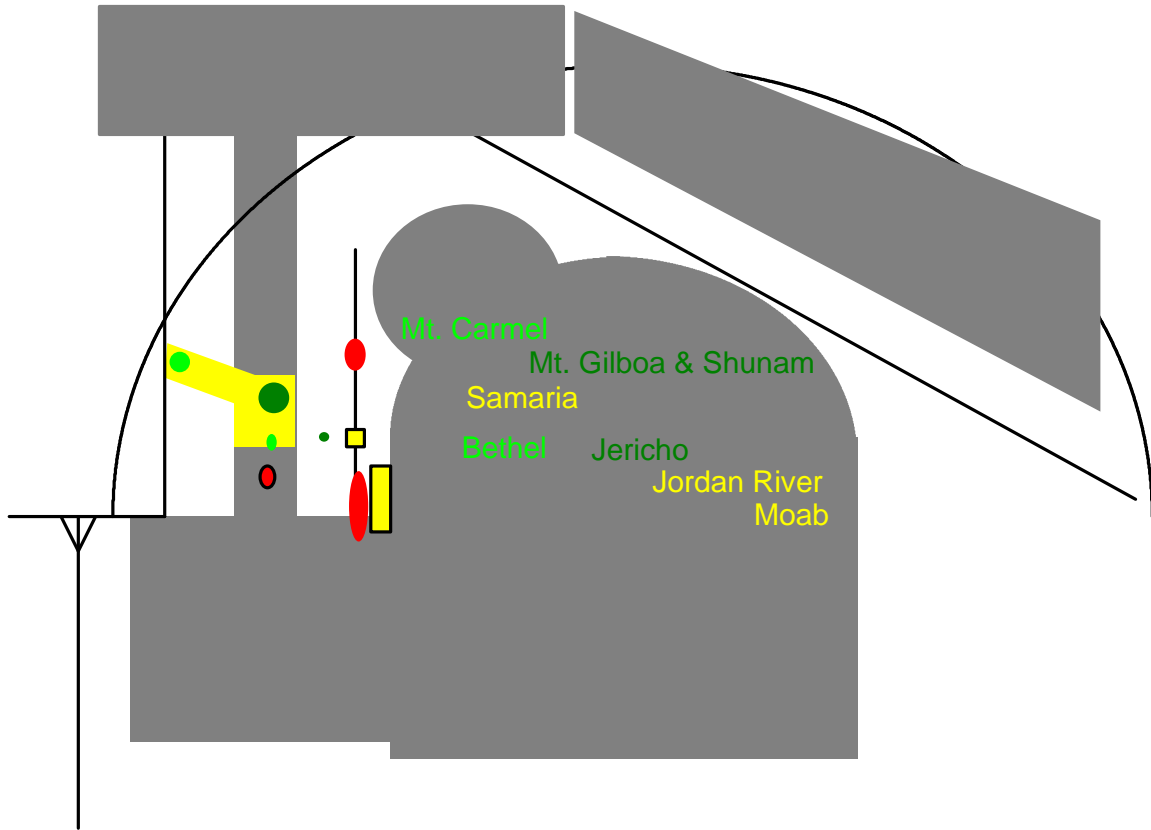 Mt. Carmel
Mt. Gilboa & Shunam
Samaria
Bethel
Jericho
Jordan River
Moab